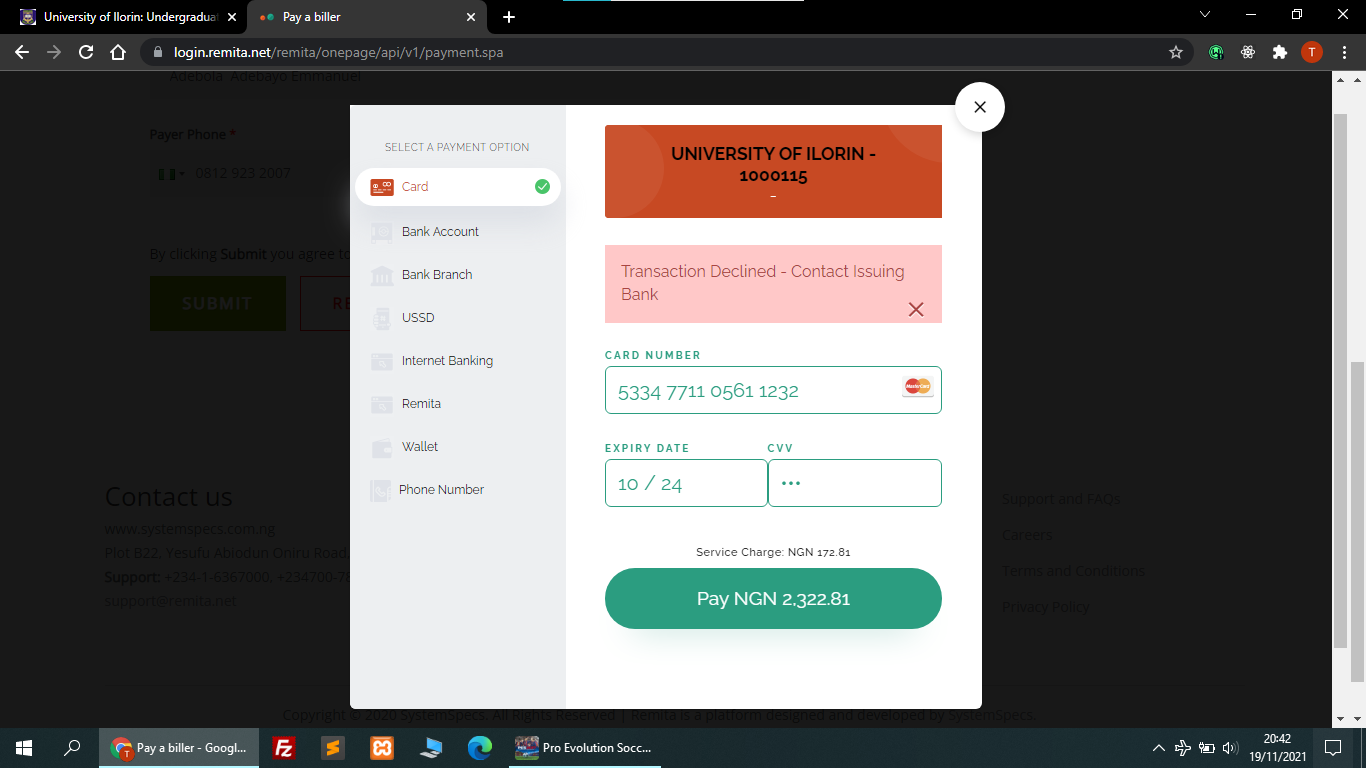 University of Ilorin: Undergraduat
Pay a biller
login.remita.net/remita/onepage/api/v1/payment.spa
T
Adebola Adebayo Emmanuel
Payer Phone *
0812 923 2007
By clicking Submit you agree to
SUBMIT
RE
SELECT A PAYMENT OPTION
Card
Bank Account
Bank Branch
USSD
Internet Banking
Remita
Wallet
Phone Number
UNIVERSITY OF ILORIN -
1000115
–
Transaction Declined - Contact Issuing
Bank
CARD NUMBER
5334 7711 0561 1232
MasterCard
EXPIRY DATE
CVV
10 / 24
•••
Service Charge: NGN 172.81
Pay NGN 2,322.81
Contact us
www.systemspecs.com.ng
Plot B22, Yesufu Abiodun Oniru Road,
Support: +234-1-6367000, +234700-78
support@remita.net
Support and FAQs
Careers
Terms and Conditions
Privacy Policy
Copyright © 2020 SystemSpecs. All Rights Reserved | Remita is a platform designed and developed by SystemSpecs.
Pay a biller - Googl...
Fz
Pro Evolution Socc...
20:42
19/11/2021